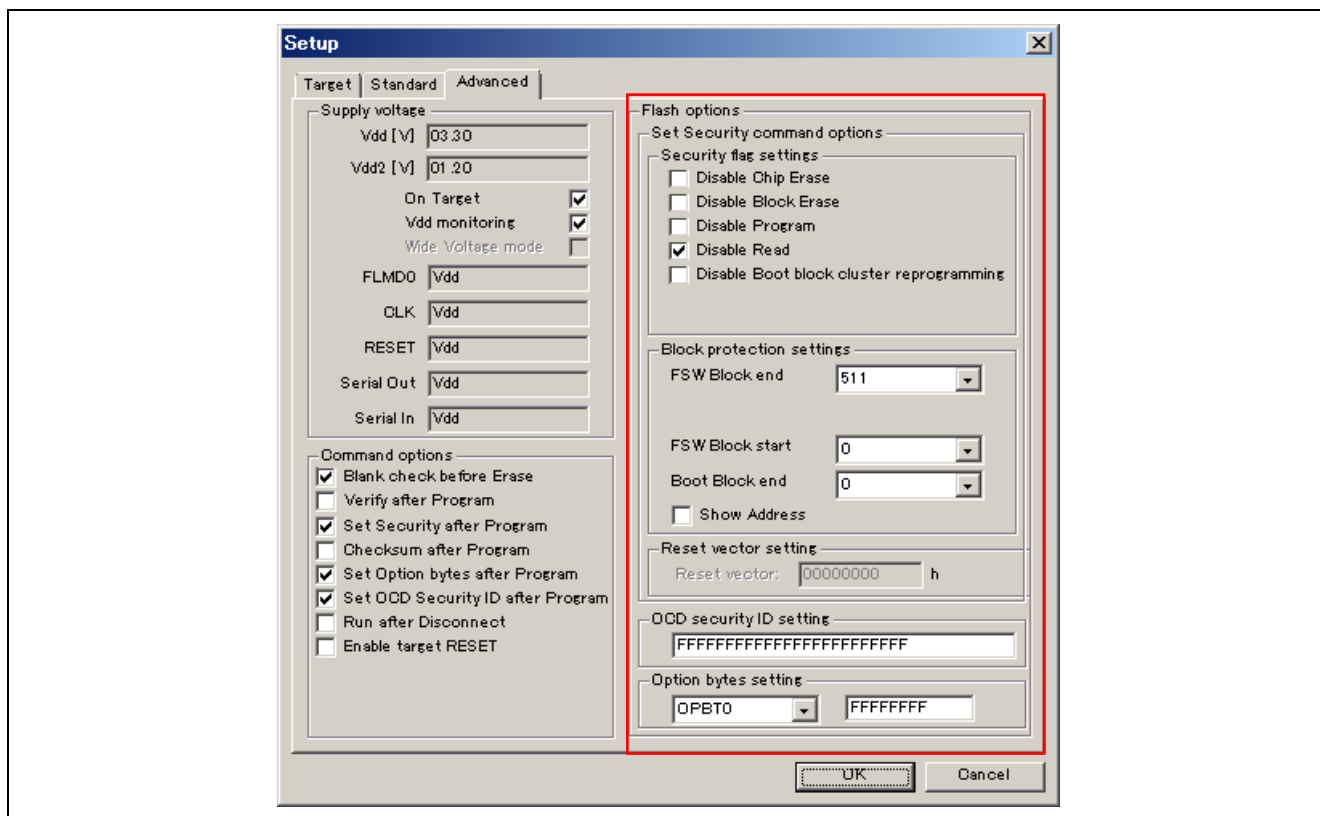 Setup
Target Standard Advanced
Supply voltage
Vdd [V] 03.30
Vdd2 [V] 01.20
On Target
Vdd monitoring
Wide Voltage mode
FLMD0 Vdd
CLK Vdd
RESET Vdd
Serial Out Vdd
Serial In Vdd
Command options
Blank check before Erase
Verify after Program
Set Security after Program
Checksum after Program
Set Option bytes after Program
Set OCD Security ID after Program
Run after Disconnect
Enable target RESET
Flash options
Set Security command options
Security flag settings
Disable Chip Erase
Disable Block Erase
Disable Program
Disable Read
Disable Boot block cluster reprogramming
Block protection settings
FSW Block end 511
FSW Block start 0
Boot Block end 0
Show Address
Reset vector setting
Reset vector: 00000000 h
OCD security ID setting
FFFFFFFFFFFFFFFFFFFFFFFF
Option bytes setting
OPBT0 FFFFFFFF
OK Cancel